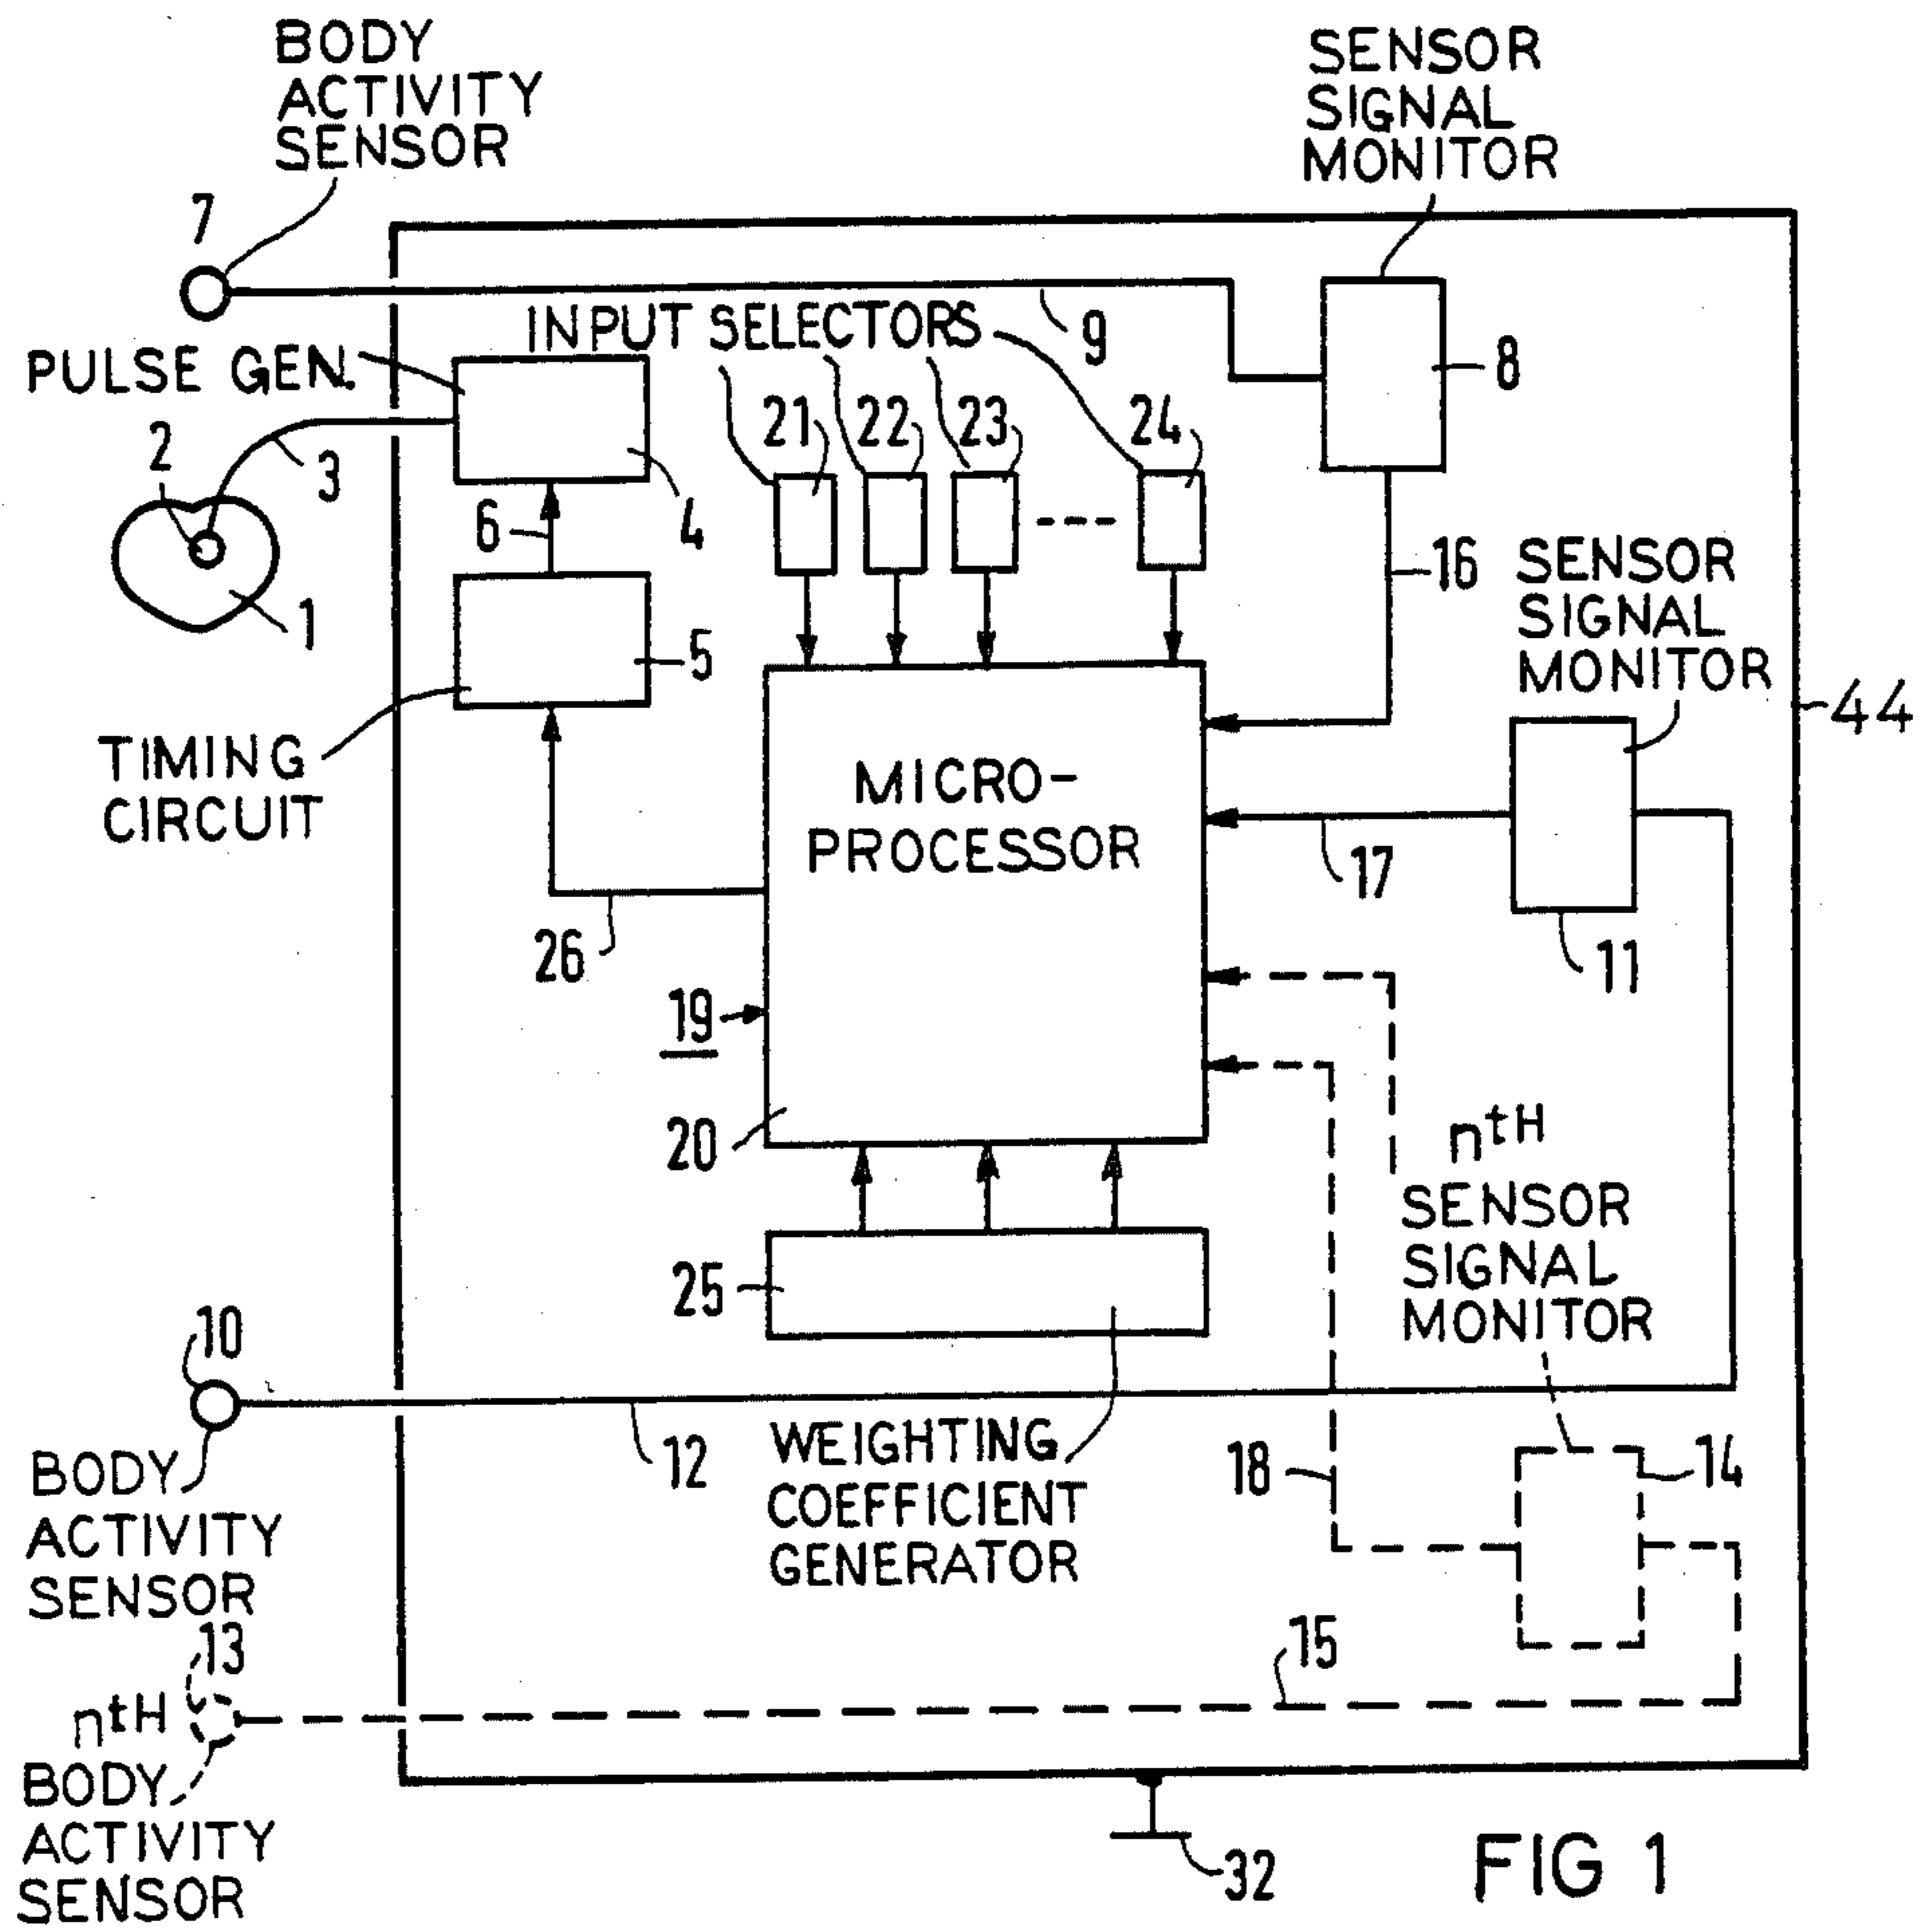 BODY
ACTIVITY
SENSOR
SENSOR
SIGNAL
MONITOR
7
INPUT SELECTORS
9
PULSE GEN.
8
2
3
21
22
23
24
6
4
16
SENSOR
SIGNAL
MONITOR
1
5
44
TIMING
CIRCUIT
MICRO-
PROCESSOR
17
26
11
19
20
ntH
SENSOR
SIGNAL
MONITOR
25
10
BODY
ACTIVITY
SENSOR
12
WEIGHTING
COEFFICIENT
GENERATOR
18
14
13
15
ntH
BODY
ACTIVITY
SENSOR
32
FIG 1